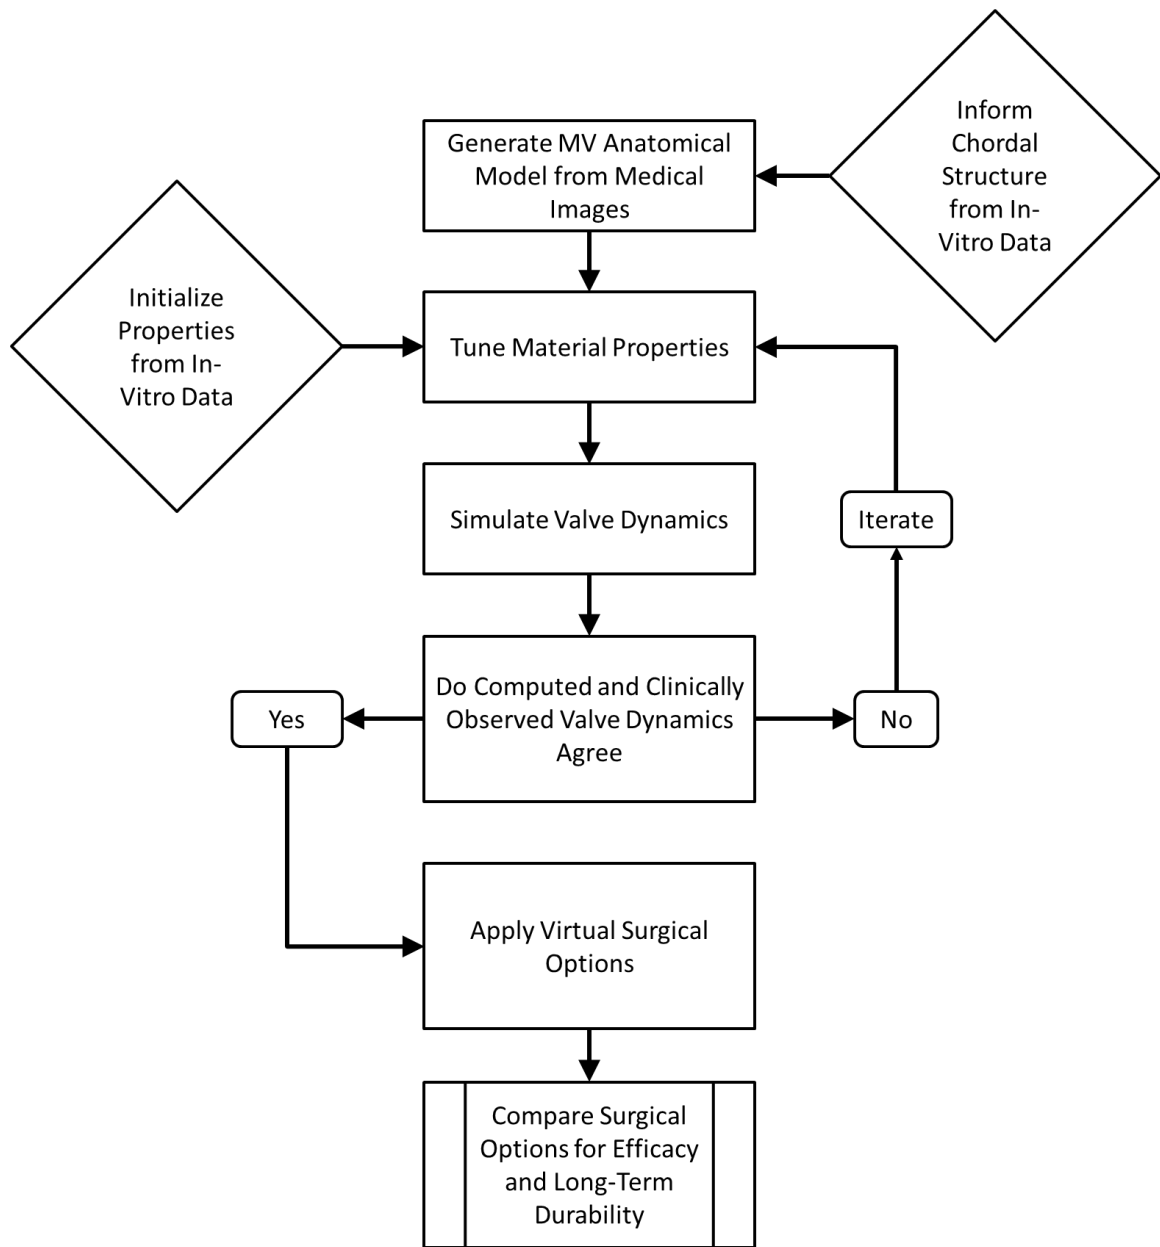 Inform
Chordal
Structure
from In-
Vitro Data
Generate MV Anatomical
Model from Medical
Images
Initialize
Properties
from In-
Vitro Data
Tune Material Properties
Simulate Valve Dynamics
Iterate
Do Computed and Clinically
Observed Valve Dynamics
Agree
Yes
No
Apply Virtual Surgical
Options
Compare Surgical
Options for Efficacy
and Long-Term
Durability